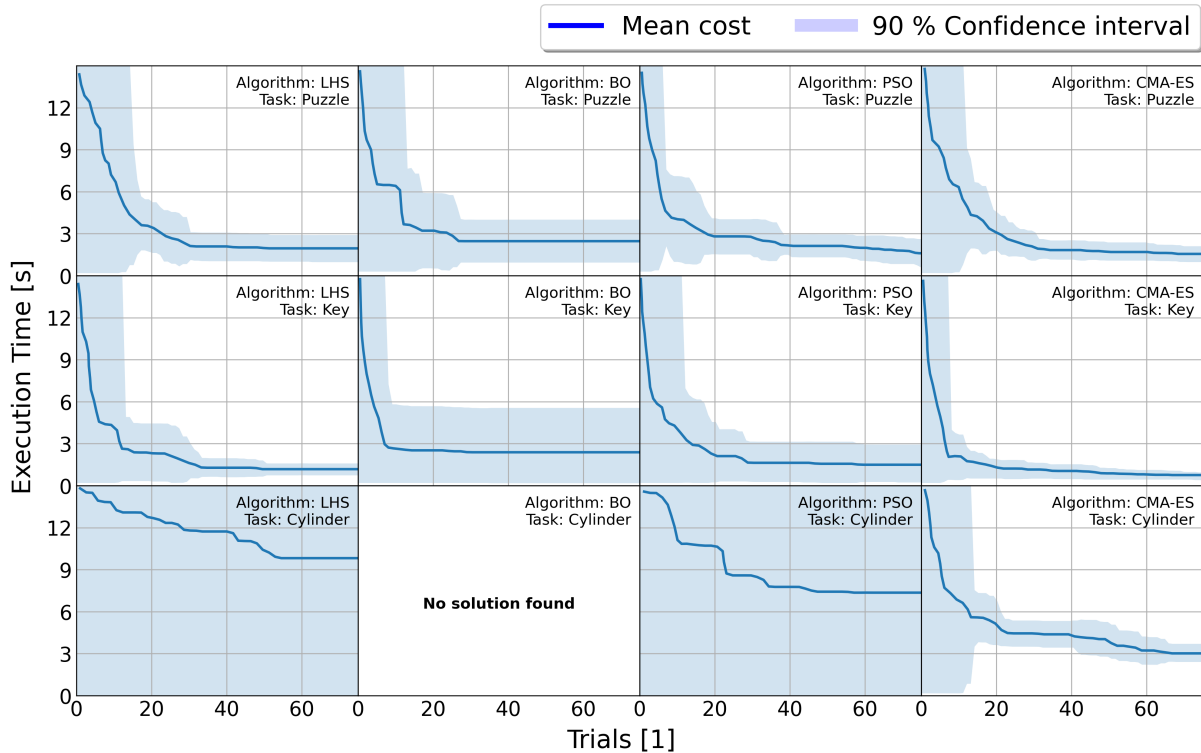 Mean cost
90 % Confidence interval
Execution Time [s]
12
9
6
3
0
Algorithm: LHS
Task: Puzzle
Algorithm: BO
Task: Puzzle
Algorithm: PSO
Task: Puzzle
Algorithm: CMA-ES
Task: Puzzle
12
9
6
3
0
Algorithm: LHS
Task: Key
Algorithm: BO
Task: Key
Algorithm: PSO
Task: Key
Algorithm: CMA-ES
Task: Key
12
9
6
3
0
Algorithm: LHS
Task: Cylinder
Algorithm: BO
Task: Cylinder
No solution found
Algorithm: PSO
Task: Cylinder
Algorithm: CMA-ES
Task: Cylinder
0 20 40 60
0 20 40 60
0 20 40 60
0 20 40 60
Trials [1]